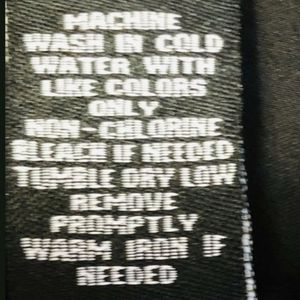 MACHINE
WASH IN COLD
WATER WITH
LIKE COLORS
ONLY
NON-CHLORINE
BLEACH IF NEEDED
TUMBLE DRY LOW
REMOVE
PROMPTLY
WARM IRON IF
NEEDED